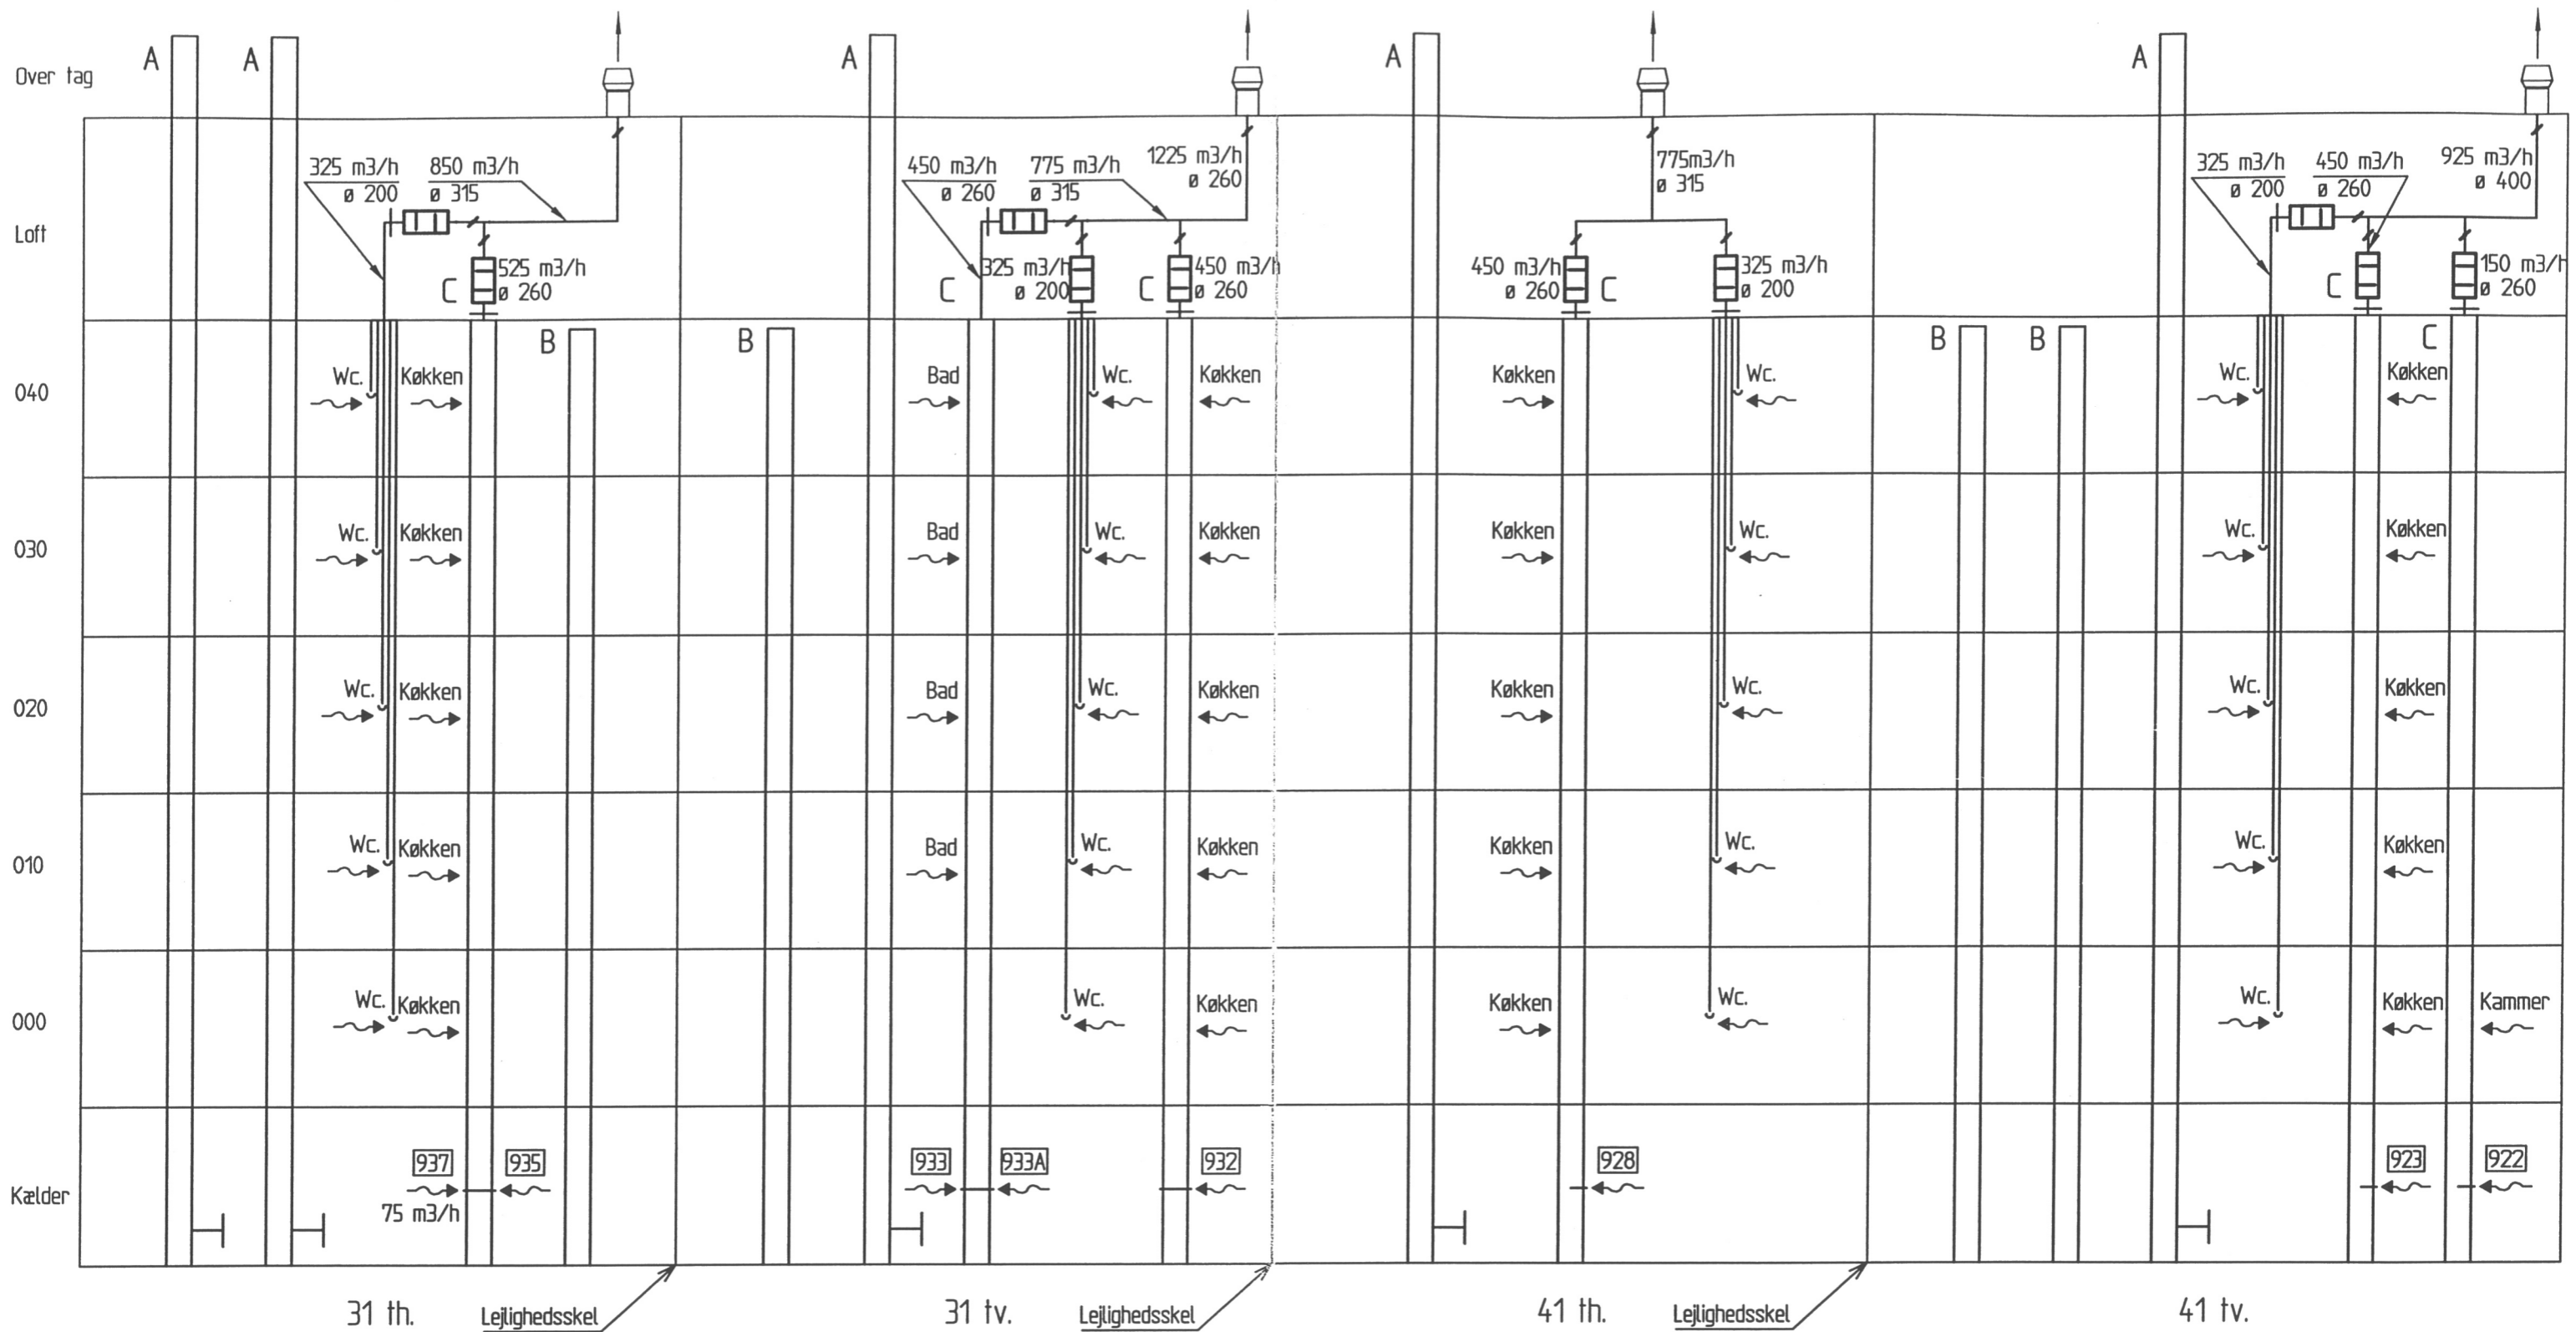 Over tag
A
A
A
A
A
325 m3/h
ø 200
850 m3/h
ø 315
450 m3/h
ø 260
775 m3/h
ø 315
1225 m3/h
ø 260
775m3/h
ø 315
325 m3/h
ø 200
450 m3/h
ø 260
925 m3/h
ø 400
Loft
C
525 m3/h
ø 260
C
325 m3/h
ø 200
C
450 m3/h
ø 260
450 m3/h
ø 260
C
325 m3/h
ø 200
C
150 m3/h
ø 260
B
B
B
B
C
040
Wc.
Køkken
Bad
Wc.
Køkken
Køkken
Wc.
Wc.
Køkken
030
Wc.
Køkken
Bad
Wc.
Køkken
Køkken
Wc.
Wc.
Køkken
020
Wc.
Køkken
Bad
Wc.
Køkken
Køkken
Wc.
Wc.
Køkken
010
Wc.
Køkken
Bad
Wc.
Køkken
Køkken
Wc.
Wc.
Køkken
000
Wc.
Køkken
Wc.
Køkken
Køkken
Wc.
Wc.
Køkken
Kammer
Kælder
937
935
933
933A
932
928
923
922
75 m3/h
31 th.
Lejlighedsskel
31 tv.
Lejlighedsskel
41 th.
Lejlighedsskel
41 tv.